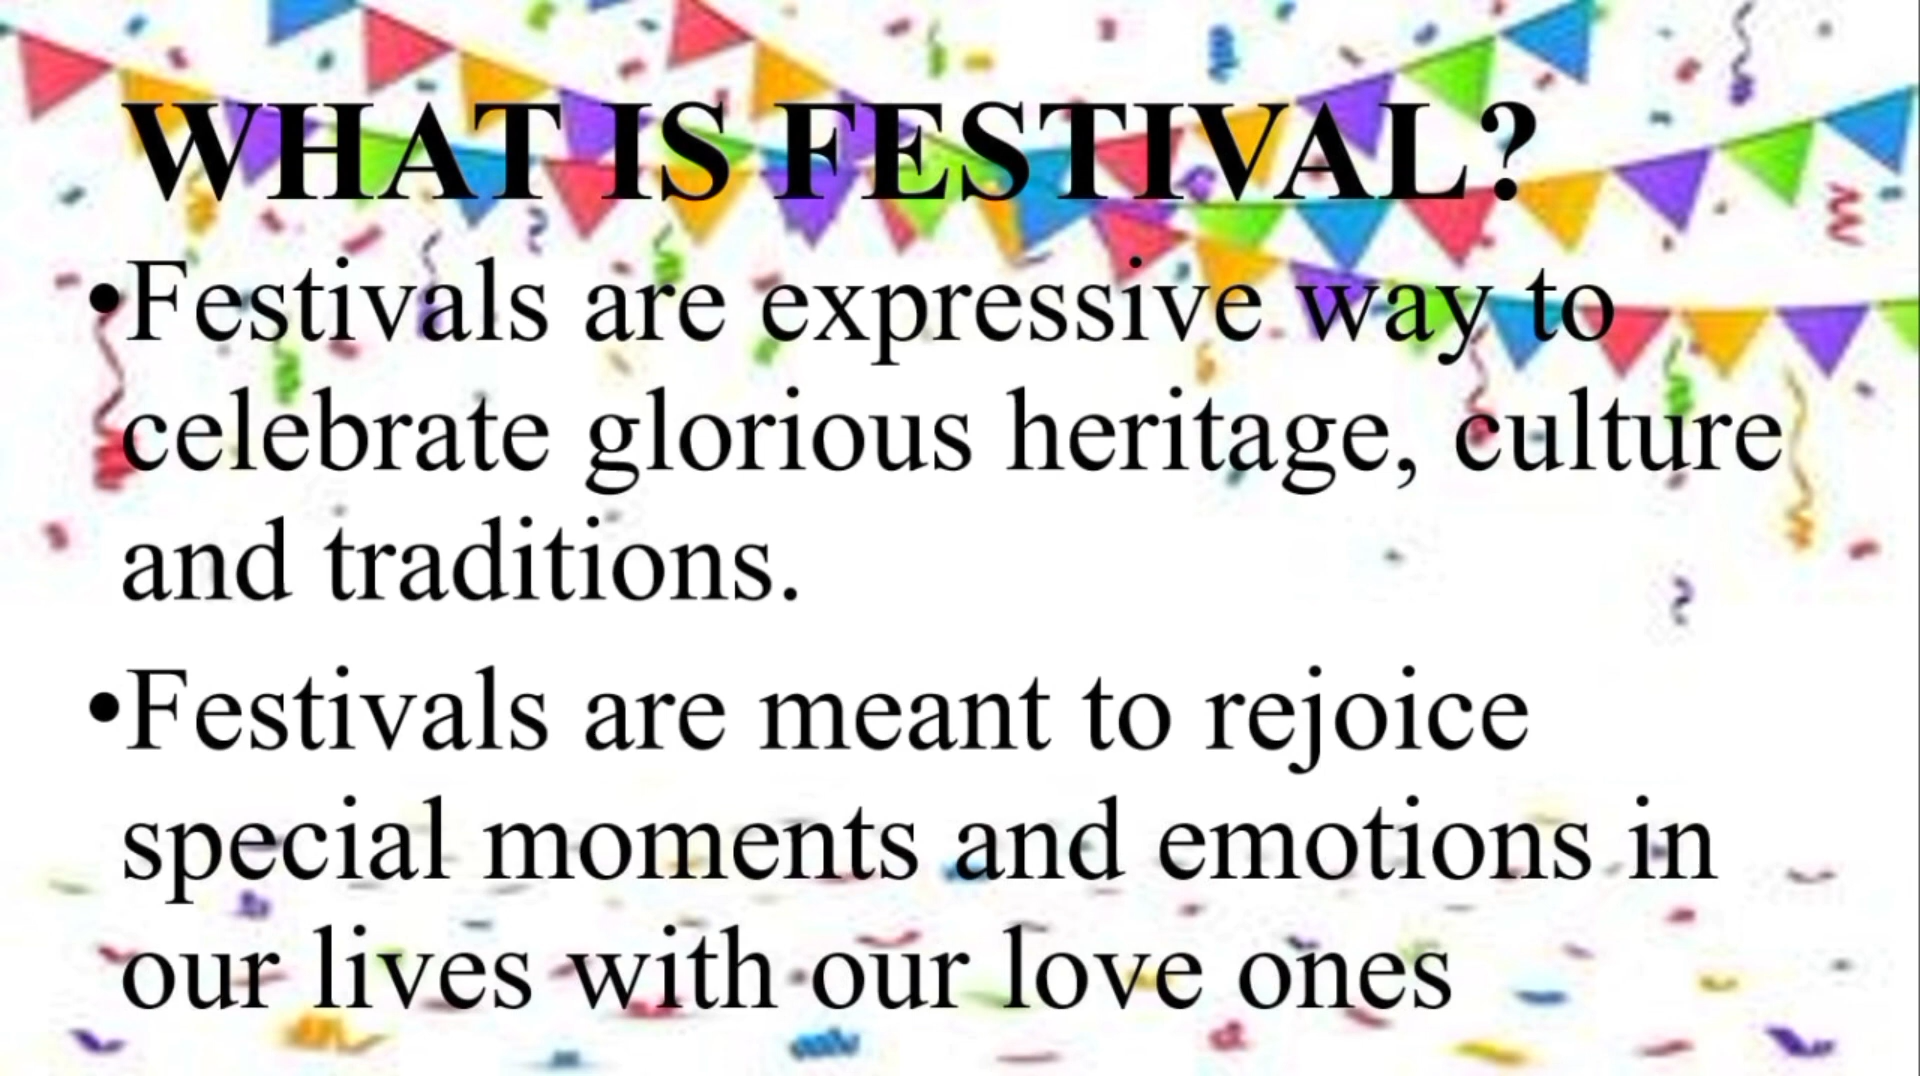 WHAT IS FESTIVAL?
•Festivals are expressive way to
celebrate glorious heritage, culture
and traditions.
•Festivals are meant to rejoice
special moments and emotions in
our lives with our love ones